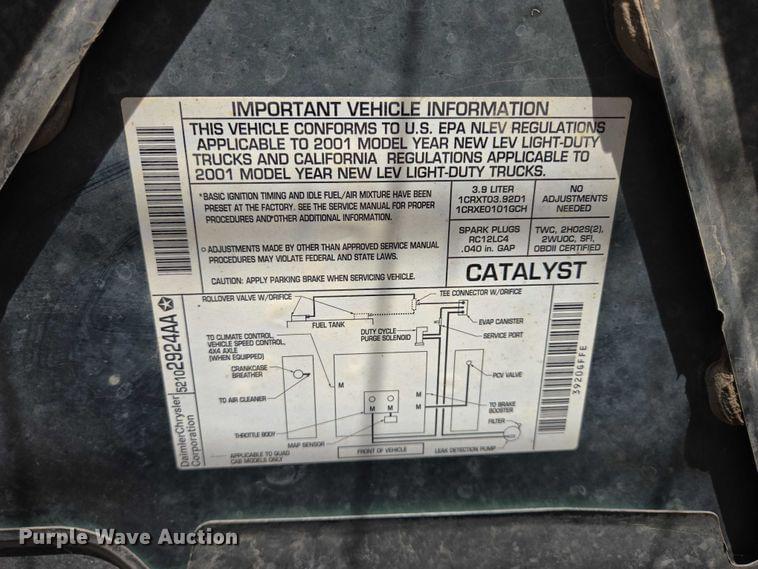 IMPORTANT VEHICLE INFORMATION
THIS VEHICLE CONFORMS TO U.S. EPA NLEV REGULATIONS
APPLICABLE TO 2001 MODEL YEAR NEW LEV LIGHT-DUTY
TRUCKS AND CALIFORNIA REGULATIONS APPLICABLE TO
2001 MODEL YEAR NEW LEV LIGHT-DUTY TRUCKS.
*BASIC IGNITION TIMING AND IDLE FUEL/AIR MIXTURE HAVE BEEN
PRESET AT THE FACTORY. SEE THE SERVICE MANUAL FOR PROPER
PROCEDURES AND OTHER ADDITIONAL INFORMATION.
ADJUSTMENTS MADE BY OTHER THAN APPROVED SERVICE MANUAL
PROCEDURES MAY VIOLATE FEDERAL AND STATE LAWS.
CAUTION: APPLY PARKING BRAKE WHEN SERVICING VEHICLE.
3.9 LITER
1CRXT03.92D1
1CRXE0101GCH
NO
ADJUSTMENTS
NEEDED
SPARK PLUGS
RC12LC4
.040 in. GAP
TWC, 2HO2S(2),
2WUOC, SFI,
OBDII CERTIFIED
CATALYST
ROLLOVER VALVE W/ORIFICE
TEE CONNECTOR W/ORIFICE
FUEL TANK
DUTY CYCLE
PURGE SOLENOID
EVAP CANISTER
SERVICE PORT
TO CLIMATE CONTROL,
VEHICLE SPEED CONTROL,
4X4 AXLE
(WHEN EQUIPPED)
CRANKCASE
BREATHER
TO AIR CLEANER
PCV VALVE
M
M
M
M M
TO BRAKE
BOOSTER
THROTTLE BODY
MAP SENSOR
FILTER
LEAK DETECTION PUMP
APPLICABLE TO QUAD
CAB MODELS ONLY
FRONT OF VEHICLE
DaimlerChrysler
Corporation
52102924AA
3920GFFE
Purple Wave Auction